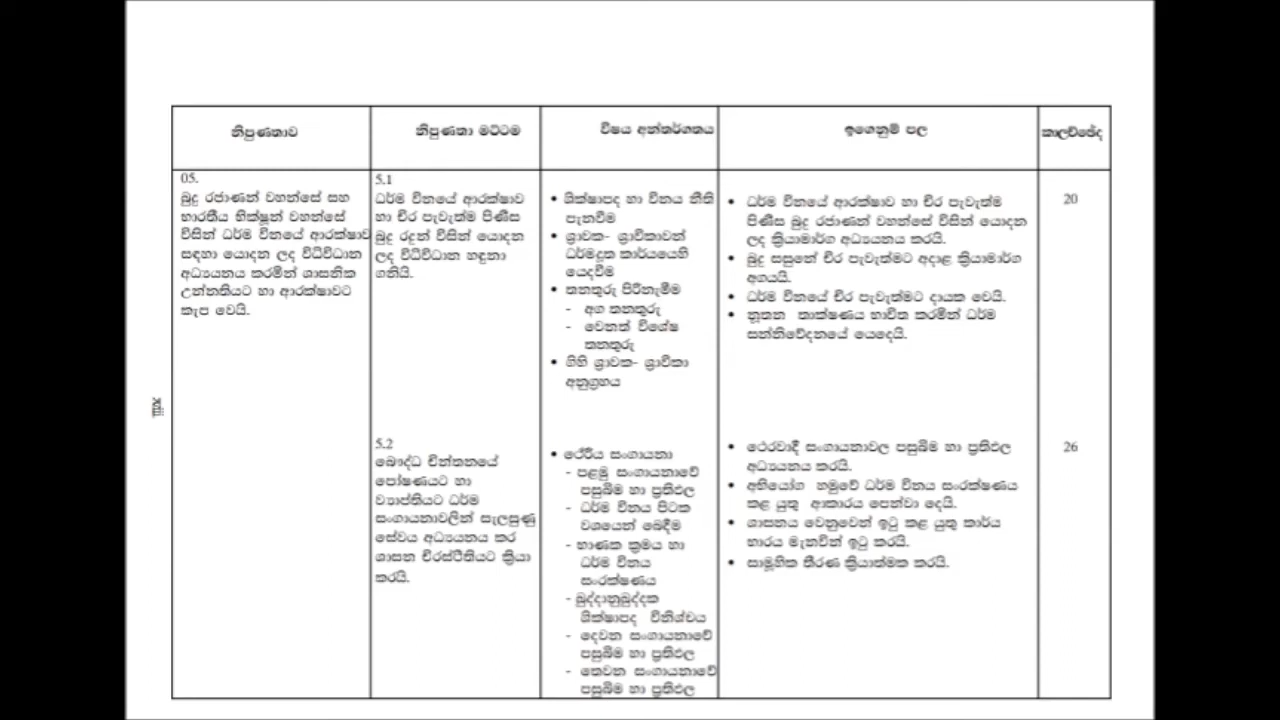 නිපුණතාව
නිපුණතා මට්ටම
විෂය අන්තර්ගතය
ඉගෙනුම් පල
කාලච්ඡේද
05.
බුදු රජාණන් වහන්සේ සහ
භාරතීය භික්ෂූන් වහන්සේ
විසින් ධර්ම විනයේ ආරක්ෂාව
සඳහා යොදන ලද විධිවිධාන
අධ්‍යයනය කරමින් ශාසනික
උන්නතියට හා ආරක්ෂාවට
කැප වෙයි.
5.1
ධර්ම විනයේ ආරක්ෂාව
හා චිර පැවැත්ම පිණිස
බුදු රදුන් විසින් යොදන
ලද විධිවිධාන හඳුනා
ගනියි.
• ශික්ෂාපද හා විනය නීති
පැනවීම
• ශ්‍රාවක- ශ්‍රාවිකාවන්
ධර්මදූත කාර්යයෙහි
යෙදවීම
• තනතුරු පිරිනැමීම
- අග තනතුරු
- වෙනත් විශේෂ
තනතුරු
• ගිහි ශ්‍රාවක- ශ්‍රාවිකා
අනුග්‍රහය
• ධර්ම විනයේ ආරක්ෂාව හා චිර පැවැත්ම
පිණිස බුදු රජාණන් වහන්සේ විසින් යොදන
ලද ක්‍රියාමාර්ග අධ්‍යයනය කරයි.
• බුදු සසුනේ චිර පැවැත්මට අදාළ ක්‍රියාමාර්ග
අගයයි.
• ධර්ම විනයේ චිර පැවැත්මට දායක වෙයි.
• නූතන තාක්ෂණය භාවිත කරමින් ධර්ම
සන්නිවේදනයේ යෙදෙයි.
20
5.2
බෞද්ධ චින්තනයේ
පෝෂණයට හා
ව්‍යාප්තියට ධර්ම
සංගායනාවලින් සැලසුණු
සේවය අධ්‍යයනය කර
ශාසන චිරස්ථිතියට ක්‍රියා
කරයි.
• ථේරීය සංගායනා
- පළමු සංගායනාවේ
පසුබිම හා ප්‍රතිඵල
- ධර්ම විනය පිටක
වශයෙන් බෙදීම
- භාණක ක්‍රමය හා
ධර්ම විනය
සංරක්ෂණය
- ඛුද්දානුඛුද්දක
ශික්ෂාපද විනිශ්චය
- දෙවන සංගායනාවේ
පසුබිම හා ප්‍රතිඵල
- තෙවන සංගායනාවේ
පසුබිම හා ප්‍රතිඵල
• ථෙරවාදී සංගායනාවල පසුබිම හා ප්‍රතිඵල
අධ්‍යයනය කරයි.
• අභියෝග හමුවේ ධර්ම විනය සංරක්ෂණය
කළ යුතු ආකාරය පෙන්වා දෙයි.
• ශාසනය වෙනුවෙන් ඉටු කළ යුතු කාර්ය
භාරය මැනවින් ඉටු කරයි.
• සාමූහික තීරණ ක්‍රියාත්මක කරයි.
26
xviii